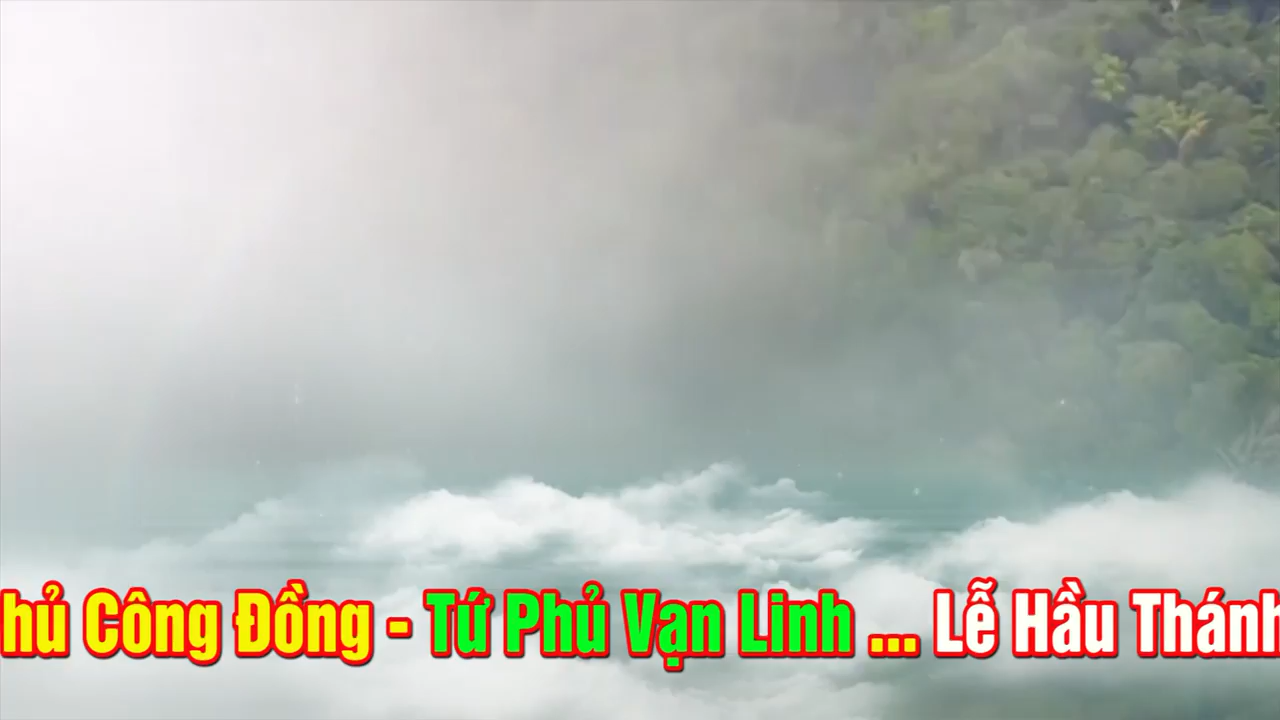 hủ Công Đồng - Tứ Phủ Vạn Linh ... Lễ Hầu Thánh